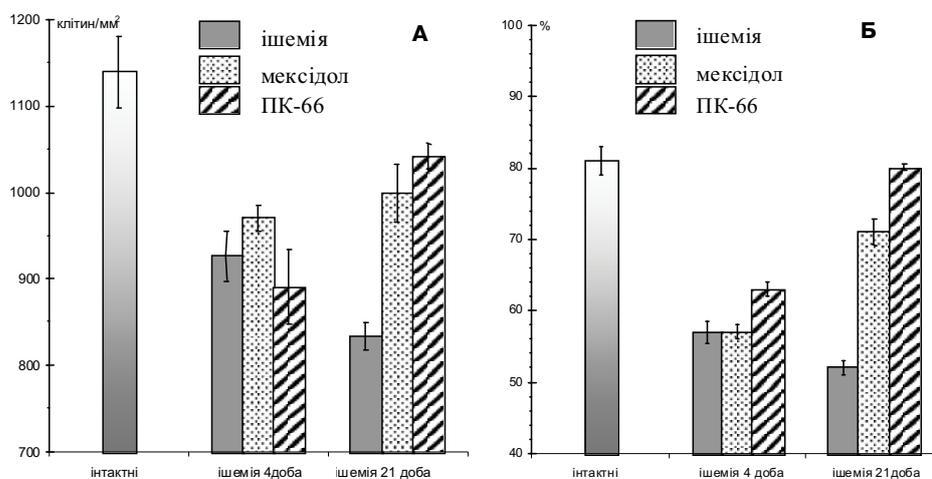 клітин/мм²
А
1200
1100
1000
900
800
700
ішемія
мексідол
ПК-66
інтактні
ішемія 4доба
ішемія 21 доба
%
Б
100
90
80
70
60
50
40
ішемія
мексідол
ПК-66
інтактні
ішемія 4 доба
ішемія 21доба